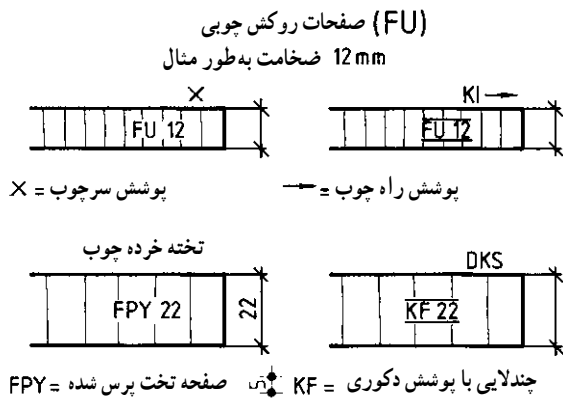 صفحات روکش چوبی (FU)
ضخامت به‌طور مثال 12 mm
× KI →
FU 12 FU 12
× = پوشش سرچوب → = پوشش راه چوب
تخته خرده چوب DKS
FPY 22 22 KF 22
FPY = صفحه تخت پرس شده KF = چندلایی با پوشش دکوری